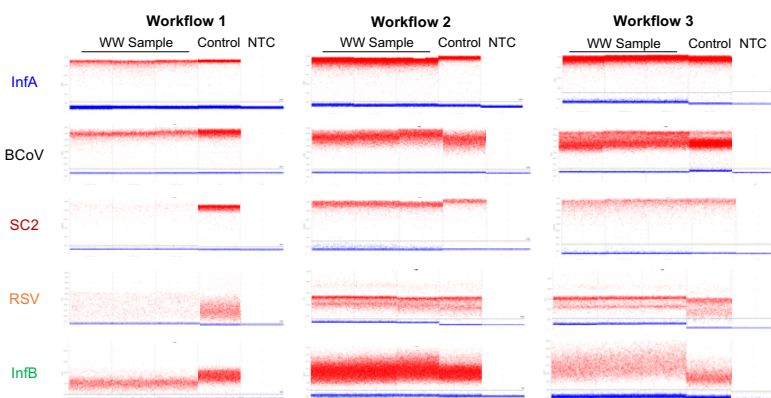 Workflow 1 Workflow 2 Workflow 3
WW Sample Control NTC WW Sample Control NTC WW Sample Control NTC
InfA
BCoV
SC2
RSV
InfB